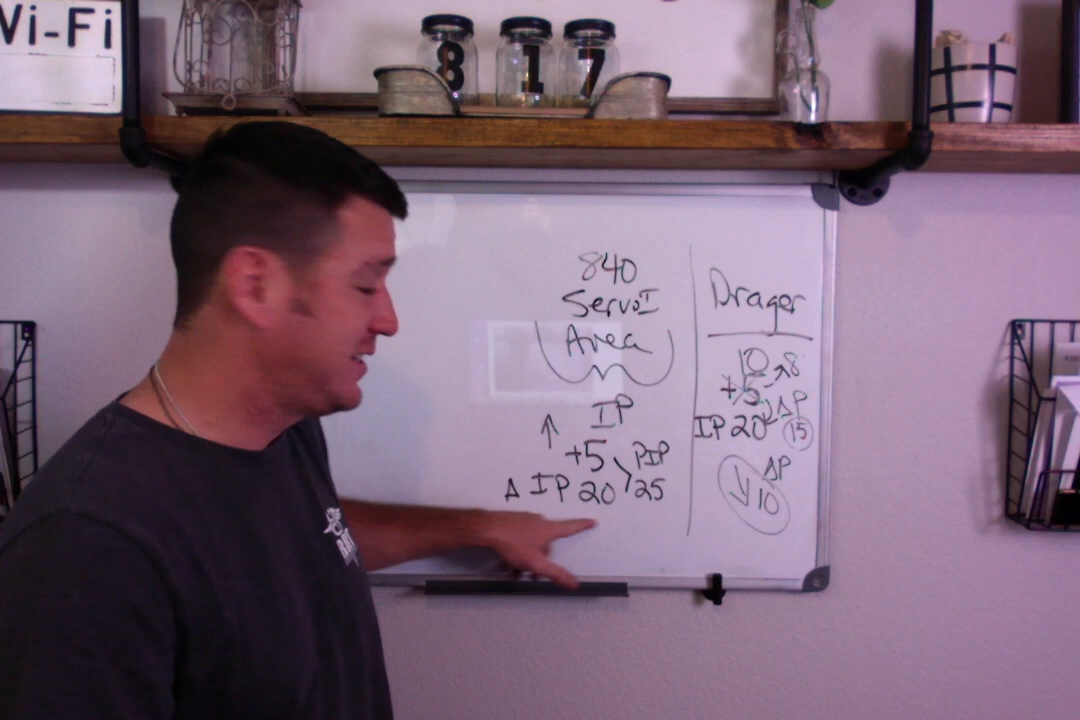 Wi-Fi
8 1 7
840
Servo I
Area
IP
↑
+5 PIP
Δ IP 20 25
Drager
10 → 8
+5 ΔP
IP 20 15
ΔP
↓ 10